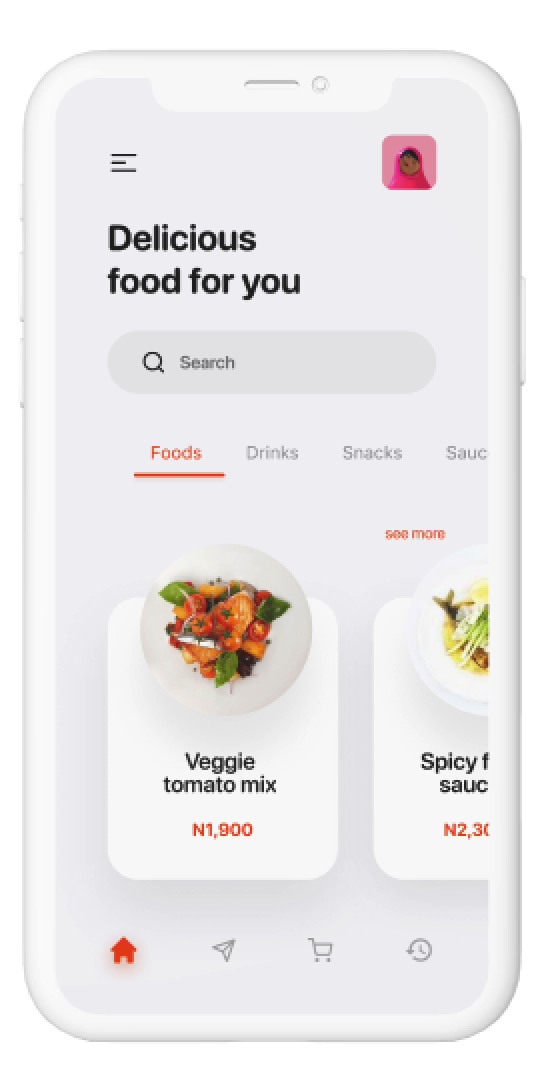 Delicious
food for you
Search
Foods Drinks Snacks Sauc
see more
Veggie
tomato mix
N1,900
Spicy f
sauc
N2,30